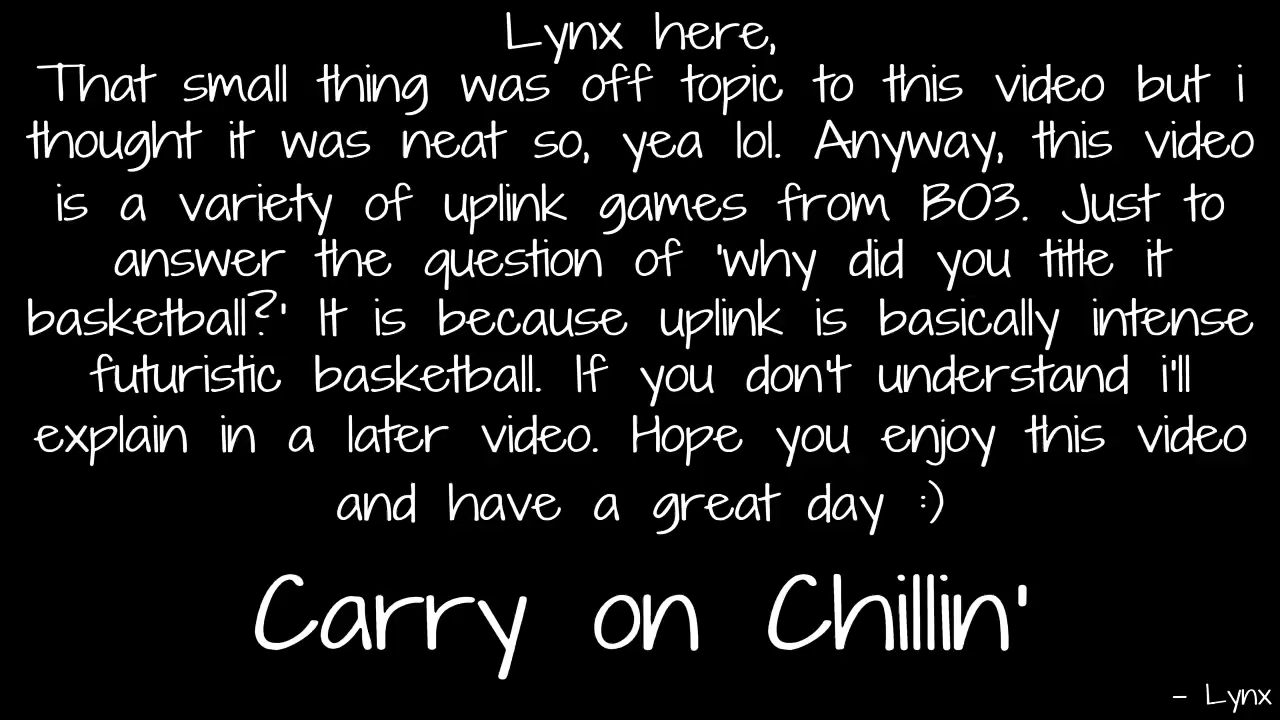 Lynx here,
That small thing was off topic to this video but i
thought it was neat so, yea lol. Anyway, this video
is a variety of uplink games from BO3. Just to
answer the question of 'why did you title it
basketball?' It is because uplink is basically intense
futuristic basketball. If you don't understand i'll
explain in a later video. Hope you enjoy this video
and have a great day :)
Carry on Chillin'
- Lynx